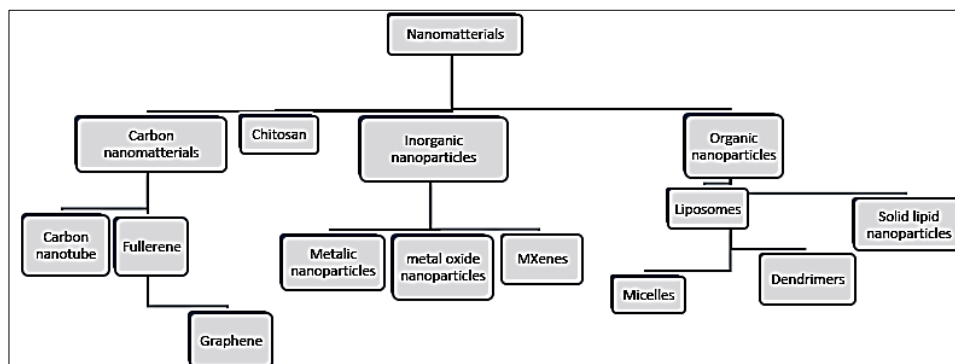 Nanomatterials
Carbon
nanomatterials
Chitosan
Inorganic
nanoparticles
Organic
nanoparticles
Carbon
nanotube
Fullerene
Metalic
nanoparticles
metal oxide
nanoparticles
MXenes
Liposomes
Solid lipid
nanoparticles
Graphene
Micelles
Dendrimers